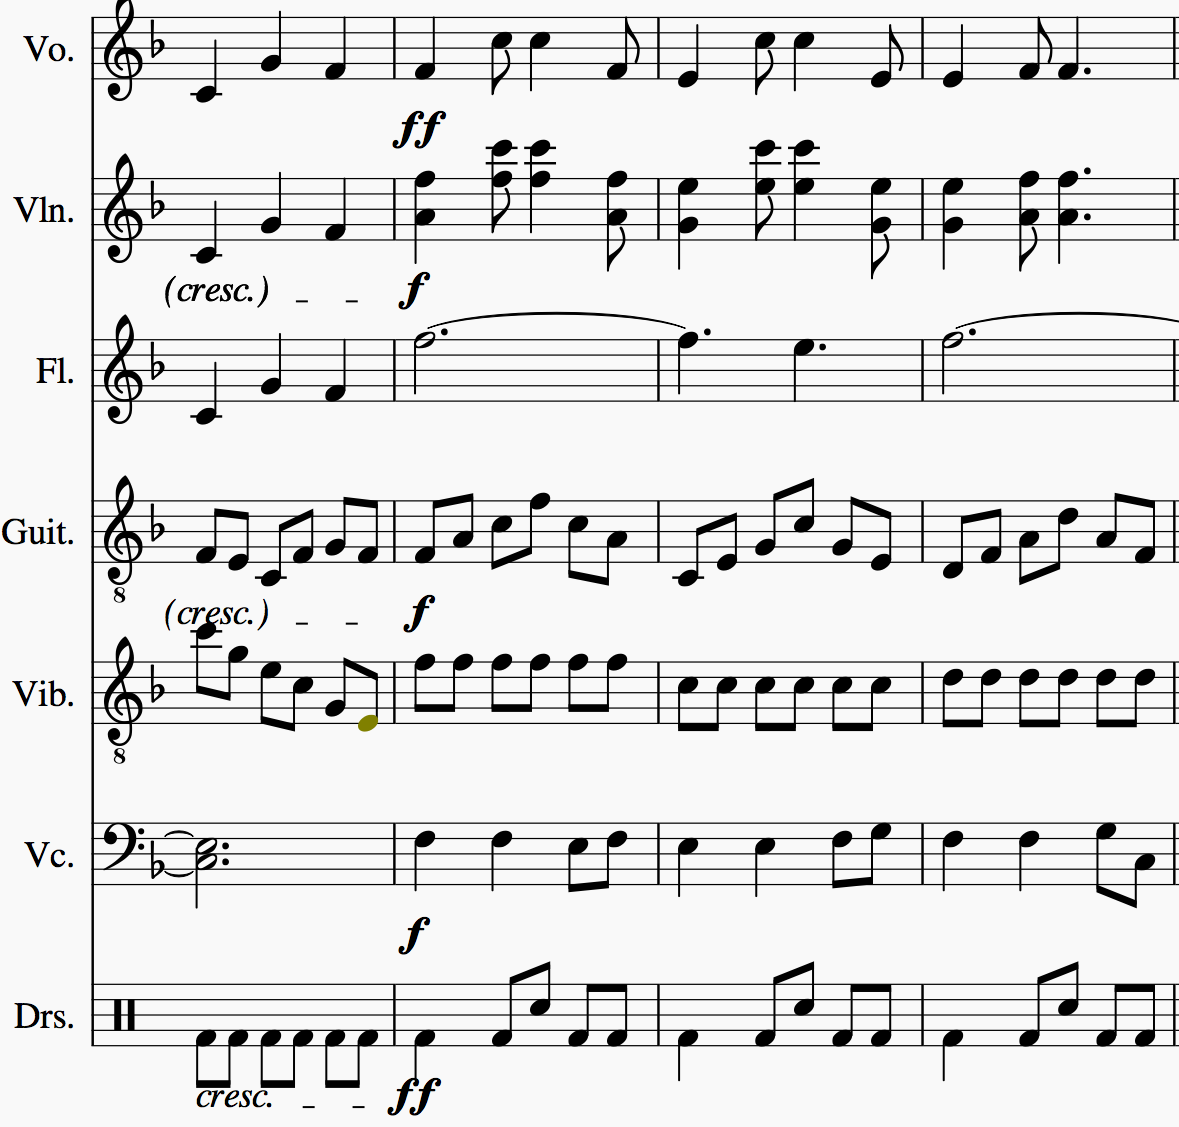 Vo.
ff
Vln.
(cresc.) _ _ f
Fl.
Guit.
8
(cresc.) _ _ f
Vib.
8
Vc.
f
Drs.
cresc. _ _ ff